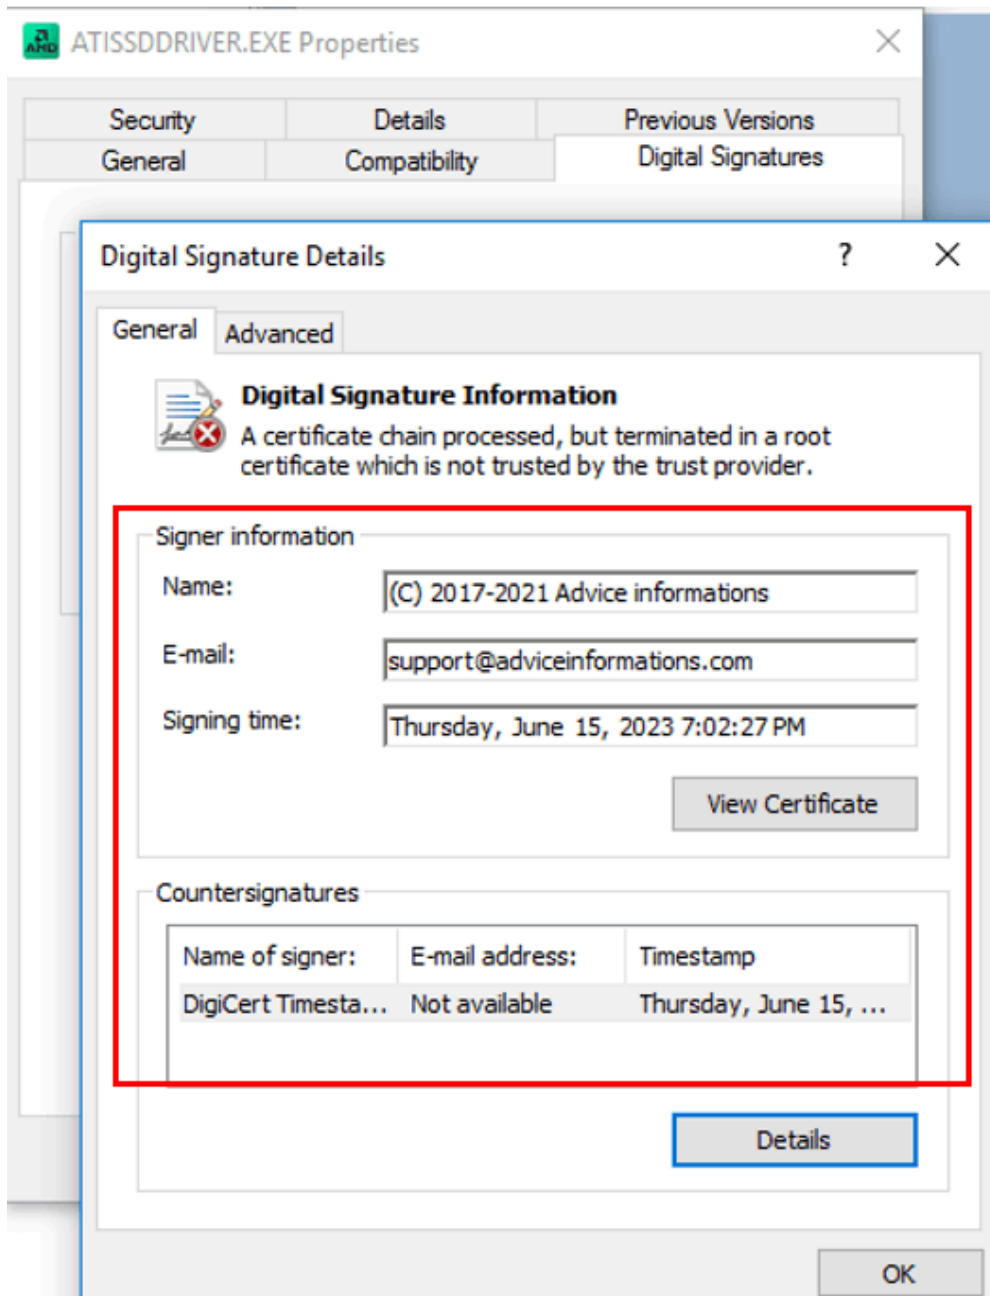 AMD
ATISSDDRIVER.EXE Properties
Security Details Previous Versions
General Compatibility Digital Signatures
Digital Signature Details ?
General Advanced
Digital Signature Information
A certificate chain processed, but terminated in a root
certificate which is not trusted by the trust provider.
Signer information
Name: (C) 2017-2021 Advice informations
E-mail: support@adviceinformations.com
Signing time: Thursday, June 15, 2023 7:02:27 PM
View Certificate
Countersignatures
Name of signer: E-mail address: Timestamp
DigiCert Timesta... Not available Thursday, June 15, ...
Details
OK